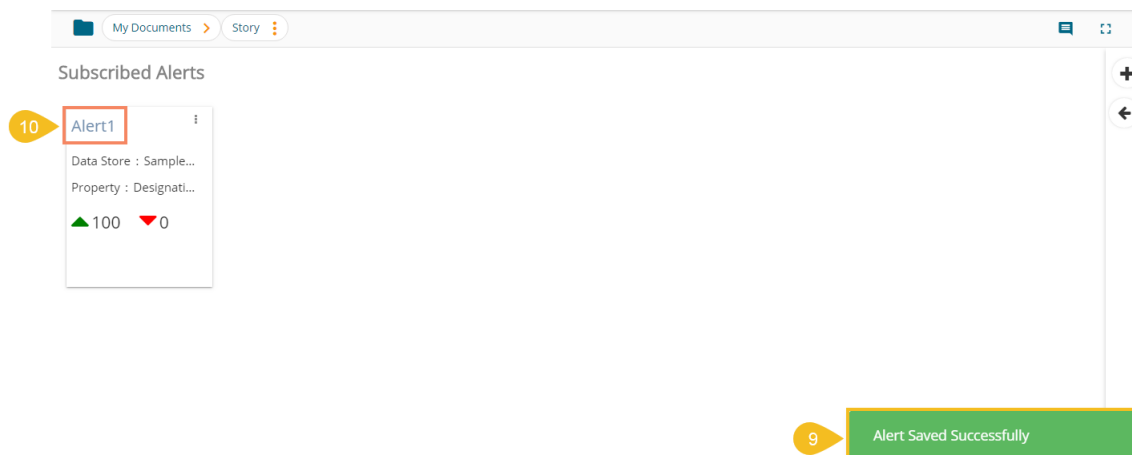 My Documents
Story
Subscribed Alerts
10
Alert1
Data Store : Sample...
Property : Designati...
100
0
9
Alert Saved Successfully